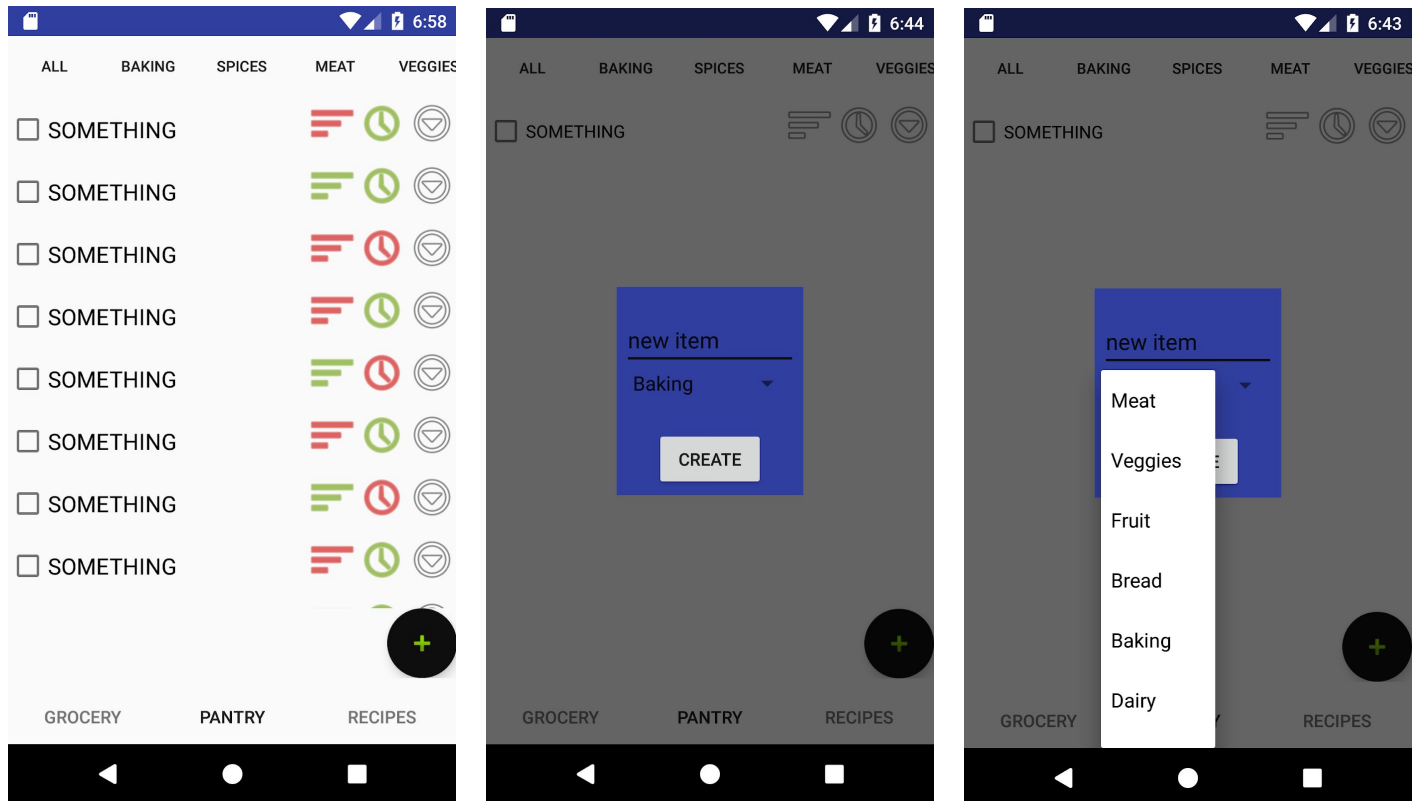 6:58
ALL BAKING SPICES MEAT VEGGIES
SOMETHING
SOMETHING
SOMETHING
SOMETHING
SOMETHING
SOMETHING
SOMETHING
SOMETHING
+
GROCERY PANTRY RECIPES
6:44
ALL BAKING SPICES MEAT VEGGIES
SOMETHING
new item
Baking
CREATE
+
GROCERY PANTRY RECIPES
6:43
ALL BAKING SPICES MEAT VEGGIES
SOMETHING
new item
Meat
Veggies
E
Fruit
Bread
Baking
Dairy
+
GROCERY Y RECIPES